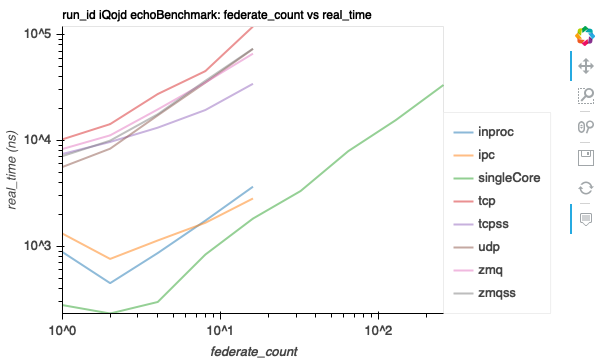 run_id iQojd echoBenchmark: federate_count vs real_time
real_time (ns)
10^5
10^4
10^3
10^0
10^1
10^2
federate_count
inproc
ipc
singleCore
tcp
tcpss
udp
zmq
zmqss